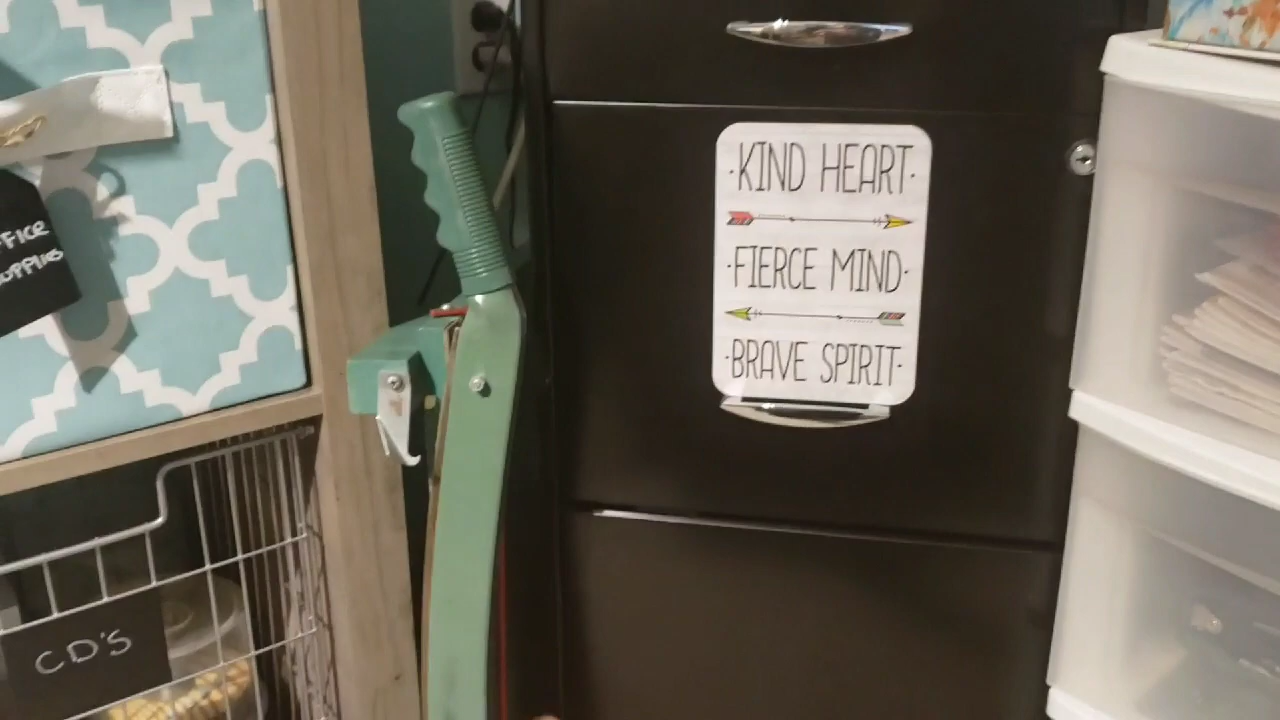 ·KIND HEART·
·FIERCE MIND·
·BRAVE SPIRIT·
CD'S